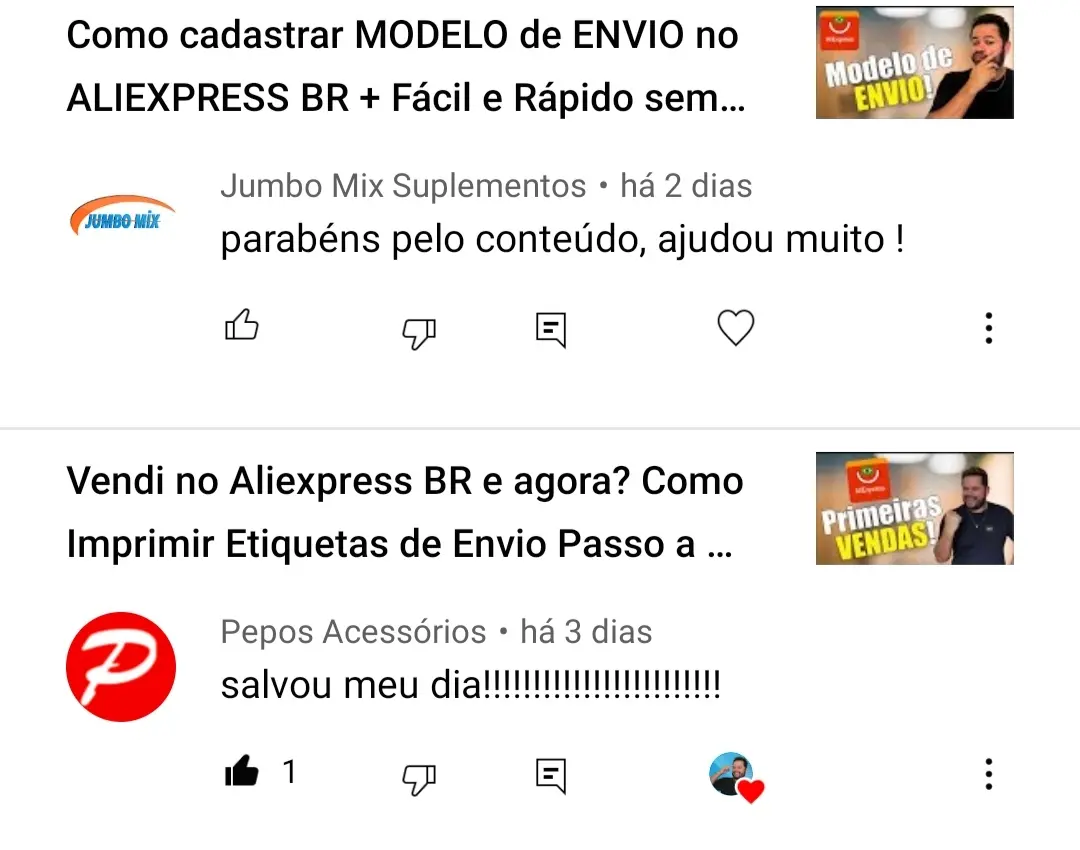 Como cadastrar MODELO de ENVIO no
ALIEXPRESS BR + Fácil e Rápido sem...
AliExpress
Modelo de
ENVIO!
Jumbo Mix Suplementos • há 2 dias
JUMBO MIX
parabéns pelo conteúdo, ajudou muito !
Vendi no Aliexpress BR e agora? Como
Imprimir Etiquetas de Envio Passo a ...
AliExpress
Primeiras
VENDAS!
Pepos Acessórios • há 3 dias
P
salvou meu dia!!!!!!!!!!!!!!!!!!!!!!!!
1